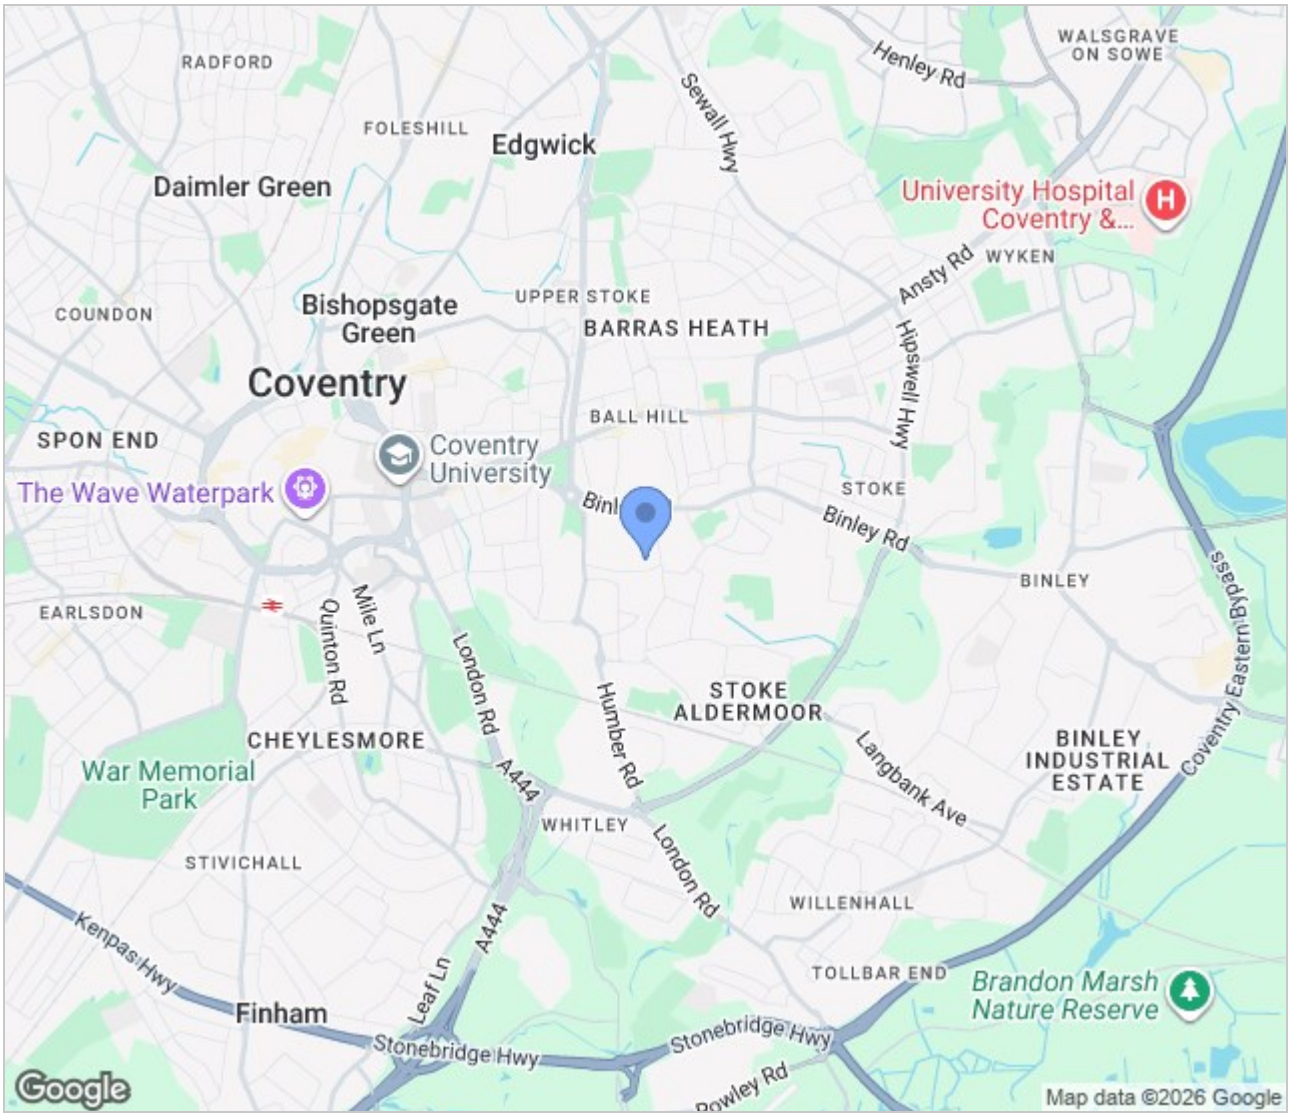 WALSGRAVE
ON SOWE
Henley Rd
RADFORD
Sewall Hwy
FOLESHILL
Edgwick
Daimler Green
University Hospital
Coventry &...
H
WYKEN
Ansty Rd
UPPER STOKE
Bishopsgate
Green
COUNDON
BARRAS HEATH
Hipswell Hwy
Coventry
BALL HILL
SPON END
Coventry
University
The Wave Waterpark
STOKE
Binley Rd
BINLEY
EARLSDON
Mile Ln
Quinton Rd
London Rd
Coventry Eastern Bypass
Humber Rd
STOKE
ALDERMOOR
CHEYLESMORE
BINLEY
INDUSTRIAL
ESTATE
War Memorial
Park
A444
Langbank Ave
WHITLEY
London Rd
STIVICHALL
WILLENHALL
Kenpas Hwy
A444
Leaf Ln
TOLLBAR END
Brandon Marsh
Nature Reserve
Finham
Stonebridge Hwy
Stonebridge Hwy
Rowley Rd
Google
Map data ©2026 Google